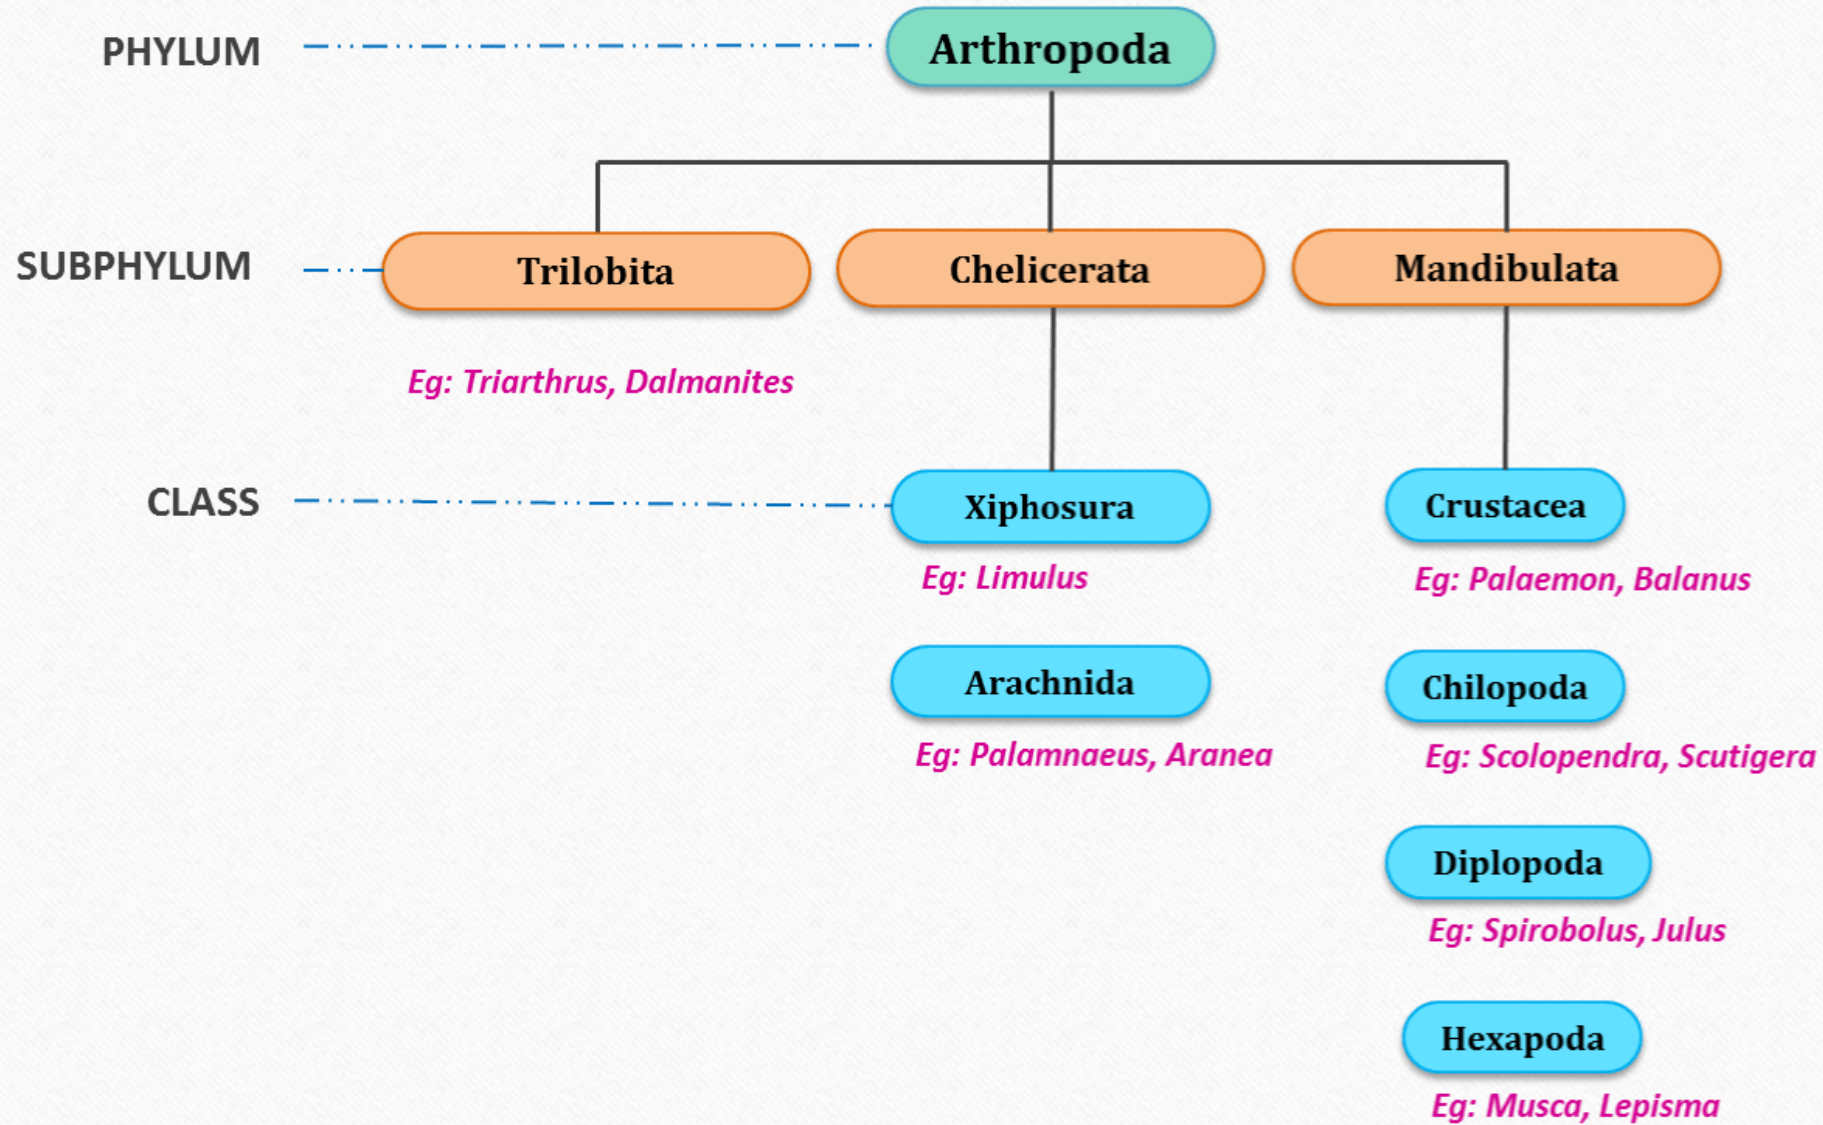 PHYLUM
Arthropoda
SUBPHYLUM
Trilobita
Chelicerata
Mandibulata
Eg: Triarthrus, Dalmanites
CLASS
Xiphosura
Crustacea
Eg: Limulus
Eg: Palaemon, Balanus
Arachnida
Chilopoda
Eg: Palamnaeus, Aranea
Eg: Scolopendra, Scutigera
Diplopoda
Eg: Spirobolus, Julus
Hexapoda
Eg: Musca, Lepisma